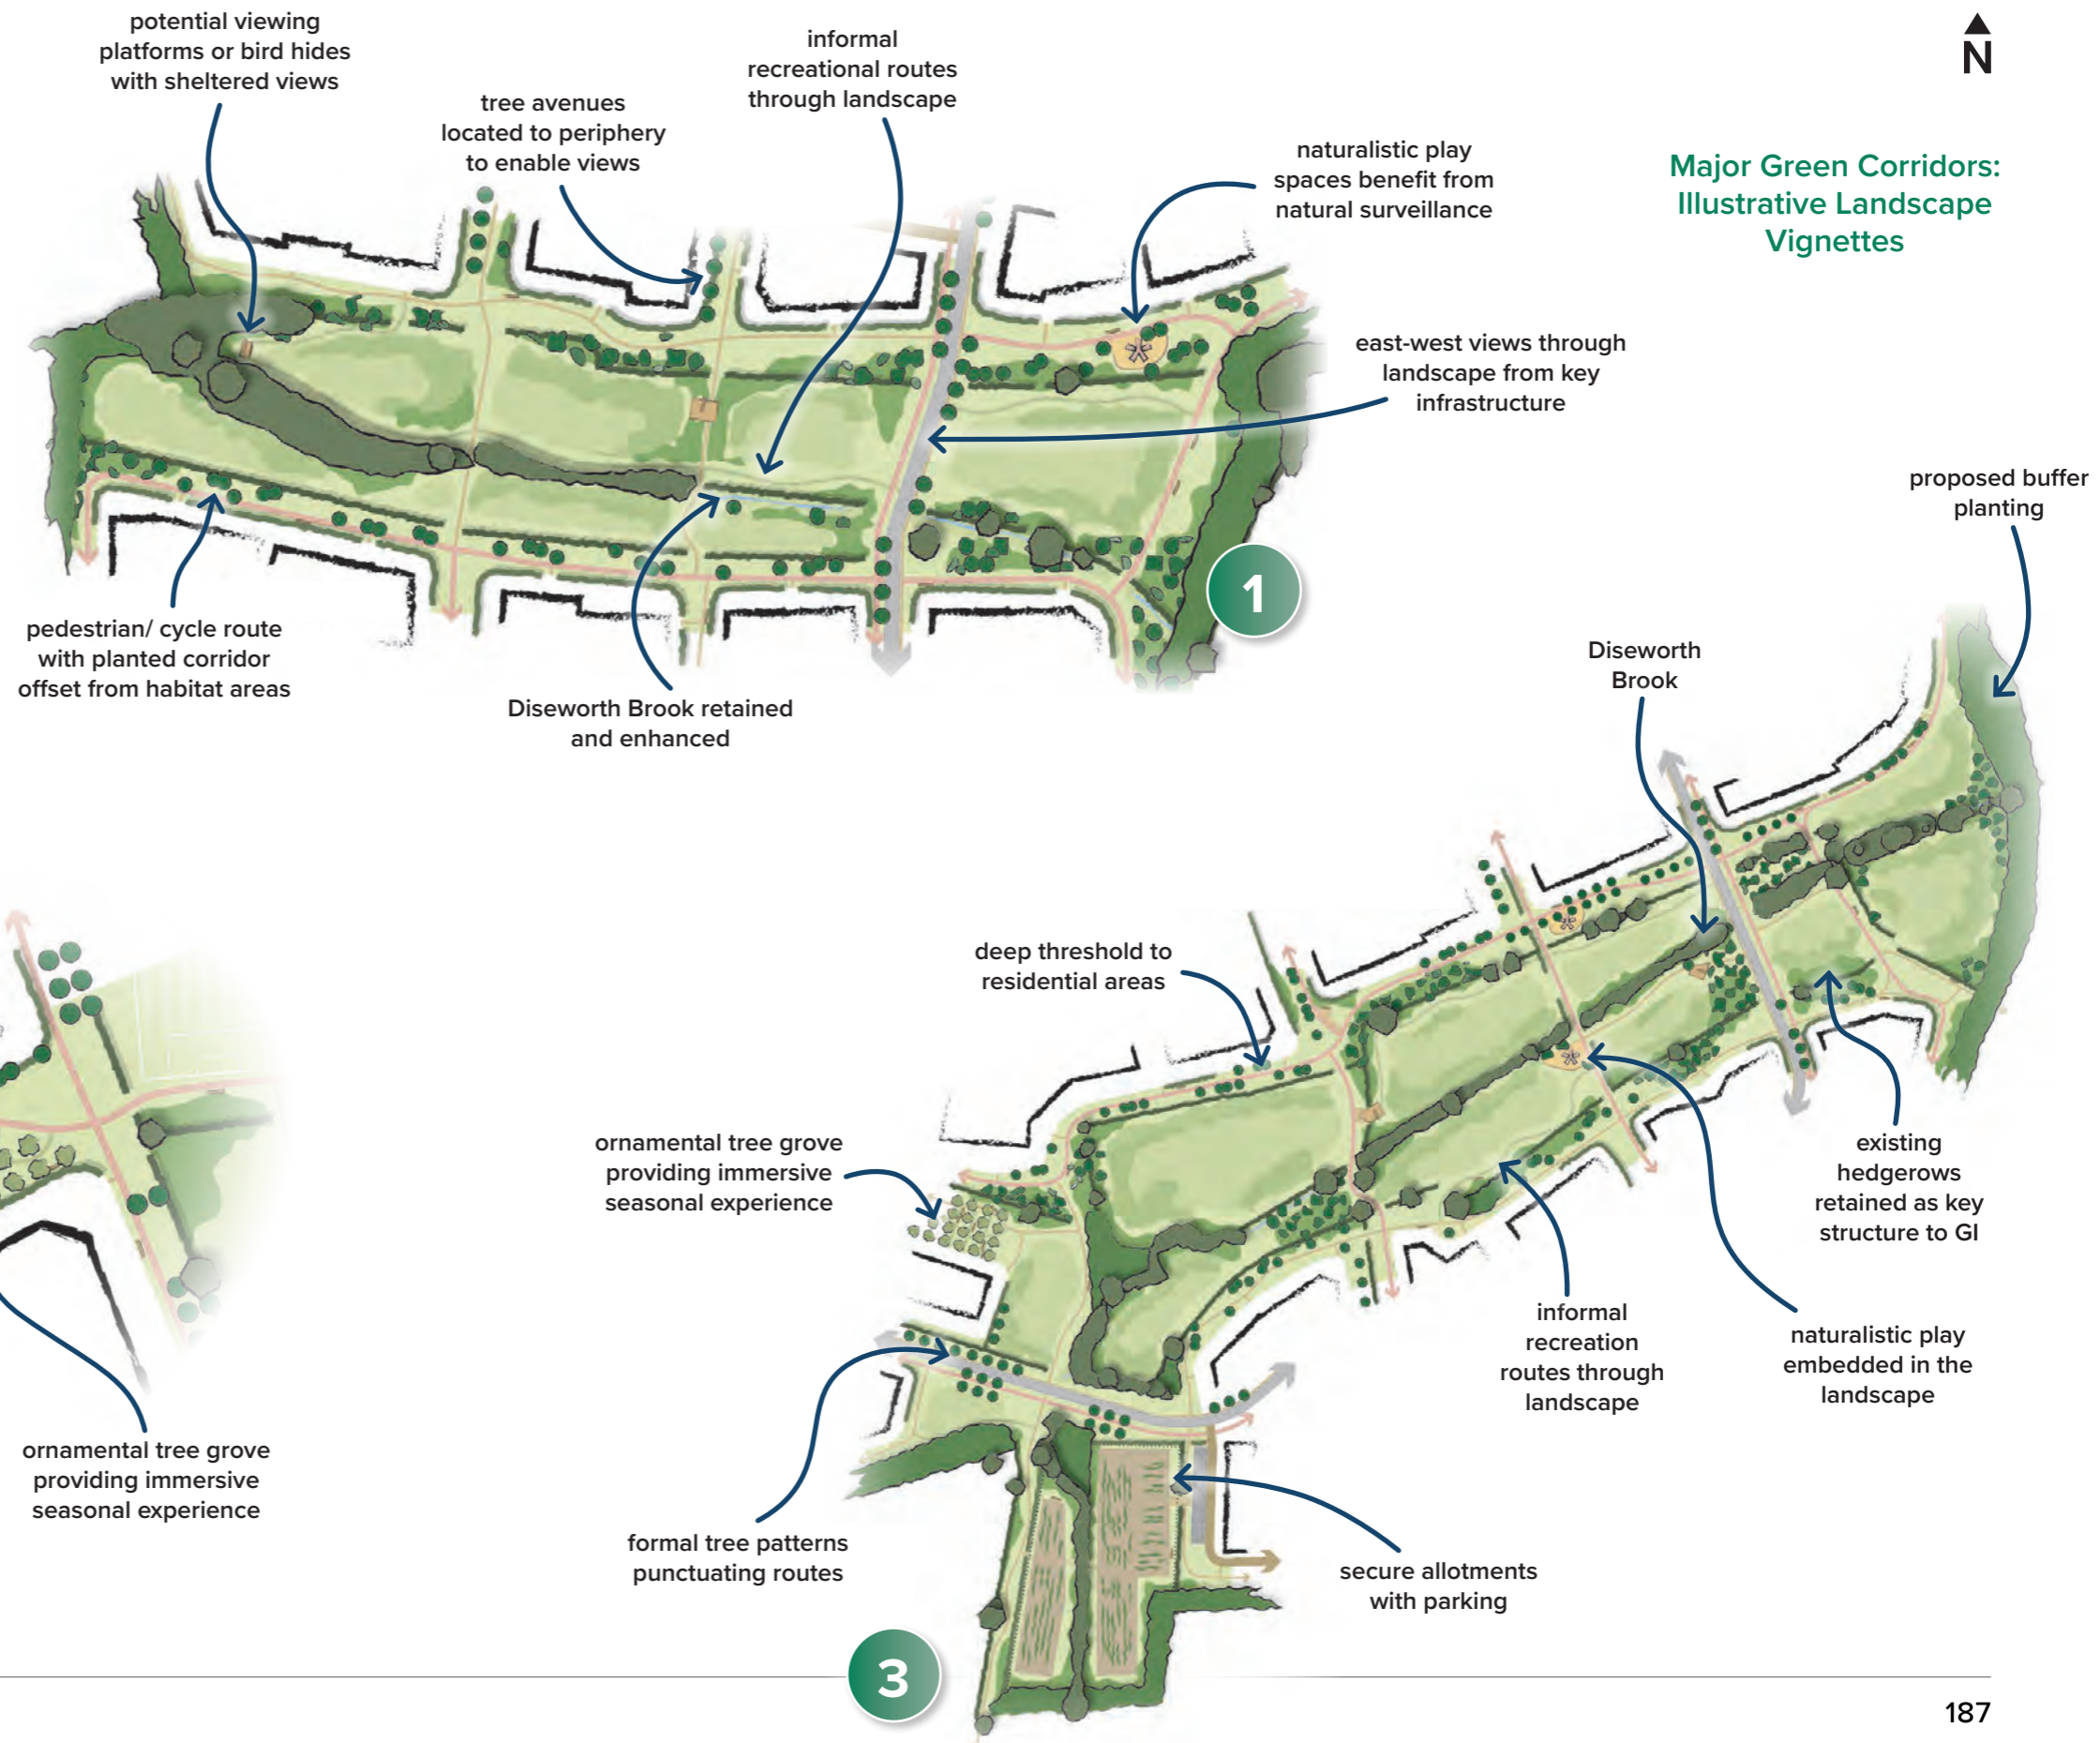 potential viewing
platforms or bird hides
with sheltered views
tree avenues
located to periphery
to enable views
informal
recreational routes
through landscape
naturalistic play
spaces benefit from
natural surveillance
N
Major Green Corridors:
Illustrative Landscape
Vignettes
east-west views through
landscape from key
infrastructure
proposed buffer
planting
1
pedestrian/ cycle route
with planted corridor
offset from habitat areas
Diseworth Brook retained
and enhanced
Diseworth
Brook
deep threshold to
residential areas
ornamental tree grove
providing immersive
seasonal experience
existing
hedgerows
retained as key
structure to GI
informal
recreation
routes through
landscape
naturalistic play
embedded in the
landscape
ornamental tree grove
providing immersive
seasonal experience
formal tree patterns
punctuating routes
secure allotments
with parking
3
187